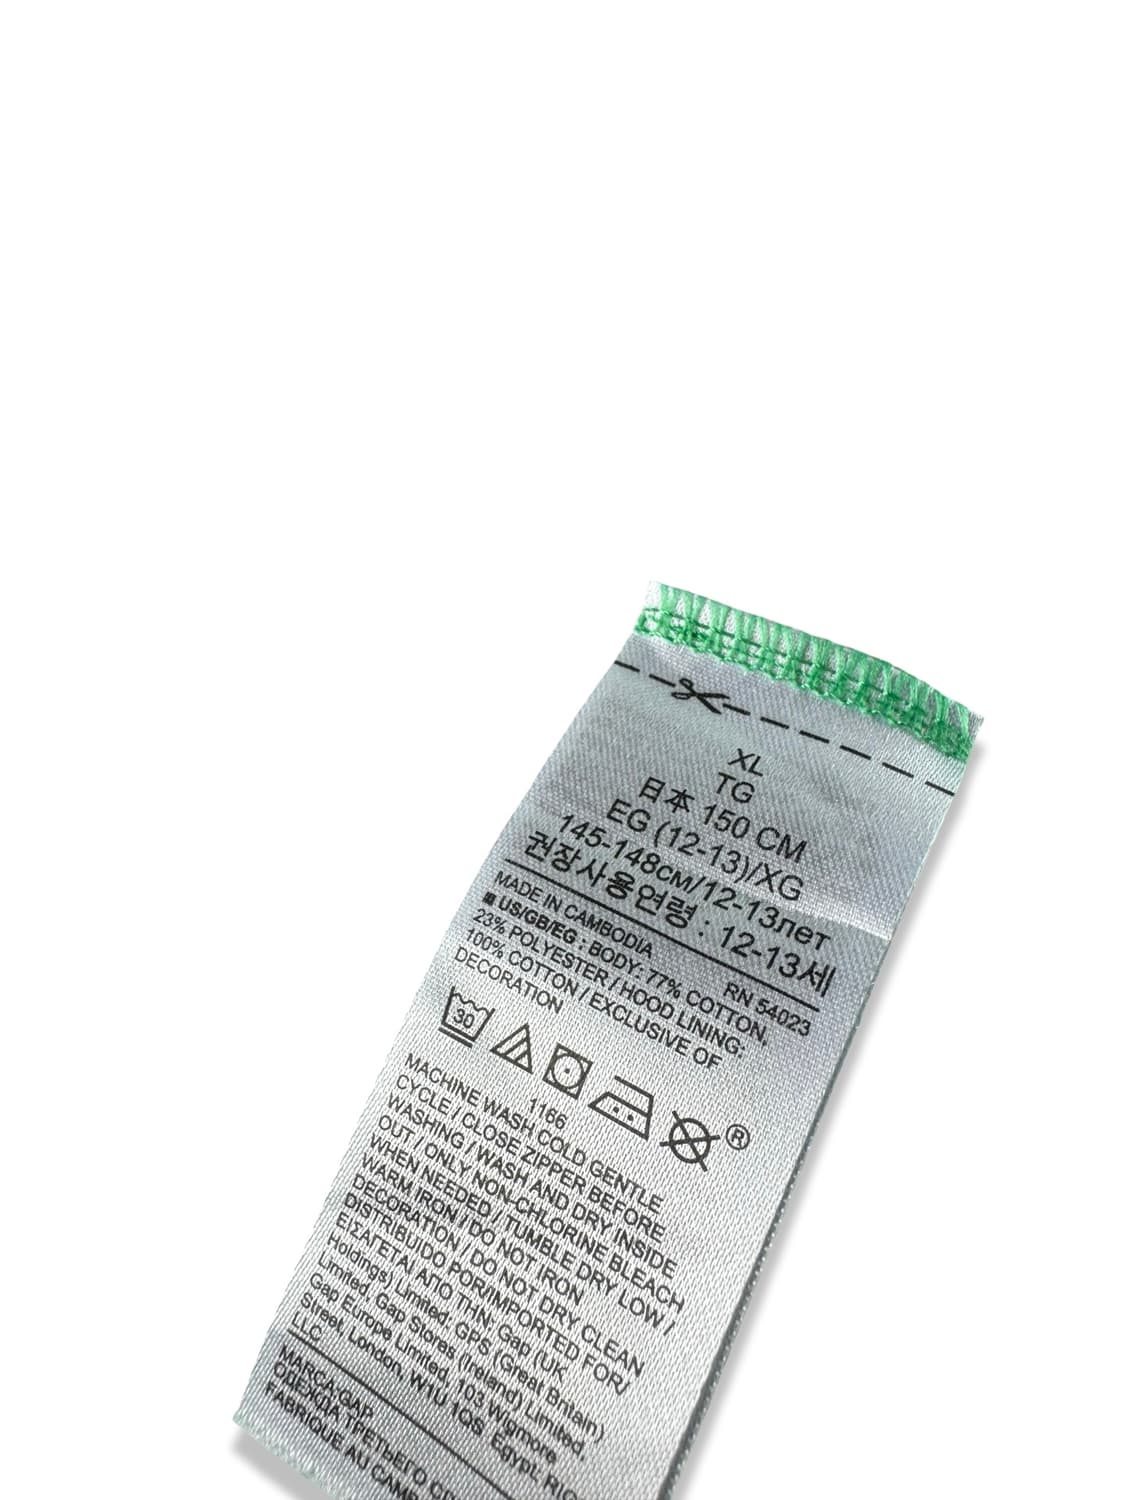 XL
TG
日本 150 CM
EG (12-13)/XG
145-148см/12-13лет
권장사용연령 : 12-13세
MADE IN CAMBODIA RN 54023
■ US/GB/EG : BODY: 77% COTTON,
23% POLYESTER / HOOD LINING:
100% COTTON / EXCLUSIVE OF
DECORATION
30
®
1166
MACHINE WASH COLD GENTLE
CYCLE / CLOSE ZIPPER BEFORE
WASHING / WASH AND DRY INSIDE
OUT / ONLY NON-CHLORINE BLEACH
WHEN NEEDED / TUMBLE DRY LOW /
WARM IRON / DO NOT IRON
DECORATION / DO NOT DRY CLEAN
DISTRIBUIDO POR/IMPORTED FOR/
ΕΙΣΑΓΕΤΑΙ ΑΠΟ ΤΗΝ: Gap (UK
Holdings) Limited, GPS (Great Britain)
Limited, Gap Stores (Ireland) Limited,
Gap Europe Limited, 103 Wigmore
Street, London, W1U 1QS Egypt:
LLC.
MARCA:GAP
ОДЕЖДА ТРЕТЬЕГО
FABRIQUE AU